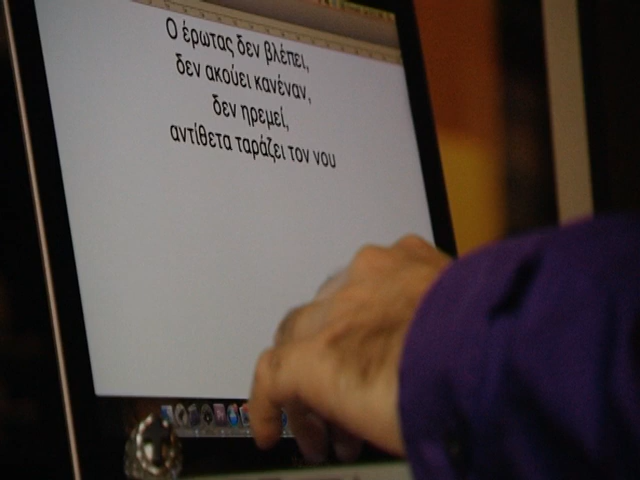 Ο έρωτας δεν βλέπει,
δεν ακούει κανέναν,
δεν ηρεμεί,
αντίθετα ταράζει τον νου